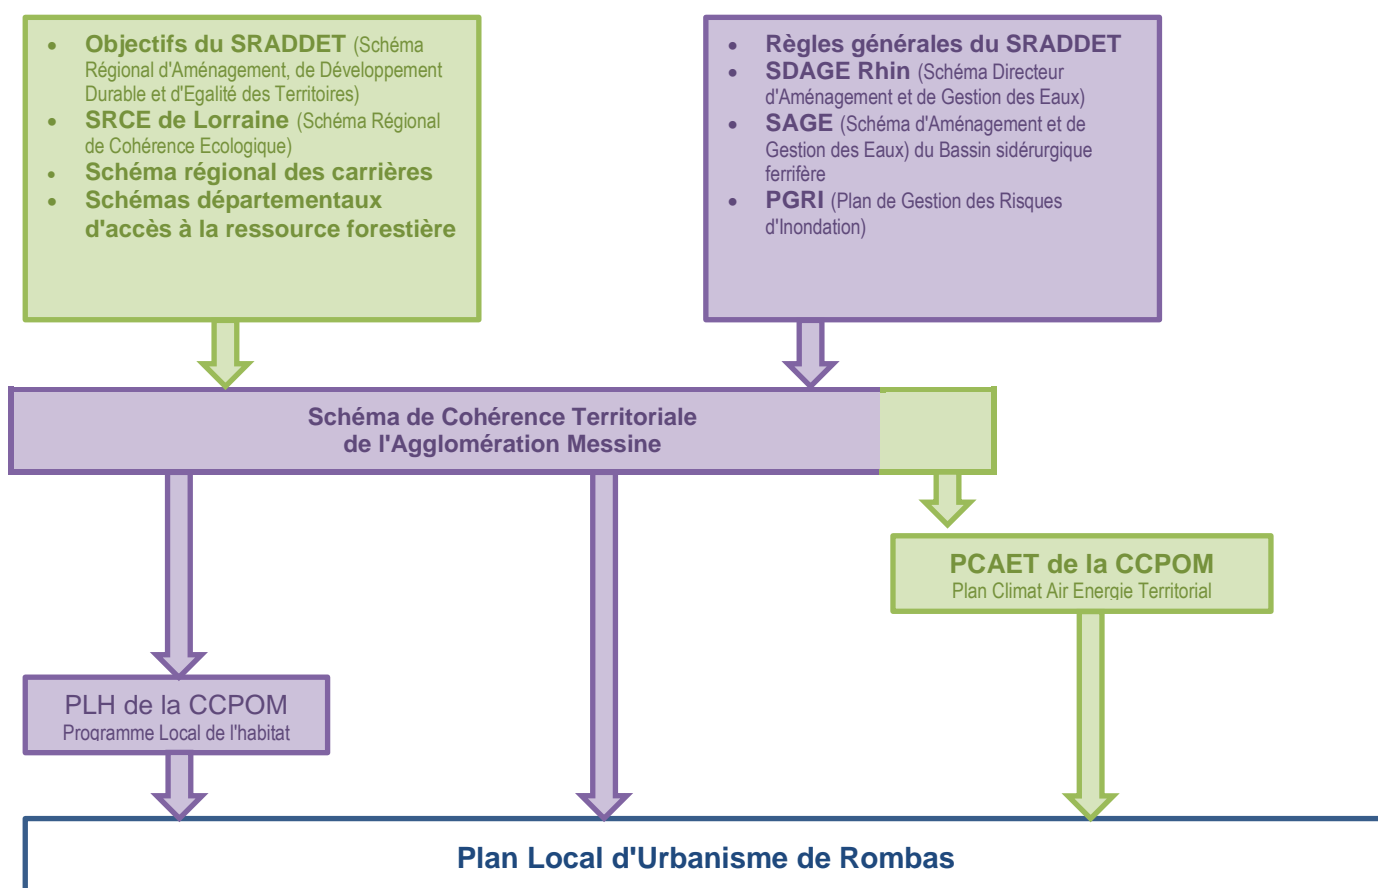 • Objectifs du SRADDET (Schéma
Régional d'Aménagement, de Développement
Durable et d'Egalité des Territoires)
• SRCE de Lorraine (Schéma Régional
de Cohérence Ecologique)
• Schéma régional des carrières
• Schémas départementaux
d'accès à la ressource forestière
• Règles générales du SRADDET
• SDAGE Rhin (Schéma Directeur
d'Aménagement et de Gestion des Eaux)
• SAGE (Schéma d'Aménagement et de
Gestion des Eaux) du Bassin sidérurgique
ferrifère
• PGRI (Plan de Gestion des Risques
d'Inondation)
Schéma de Cohérence Territoriale
de l'Agglomération Messine
PCAET de la CCPOM
Plan Climat Air Energie Territorial
PLH de la CCPOM
Programme Local de l'habitat
Plan Local d'Urbanisme de Rombas